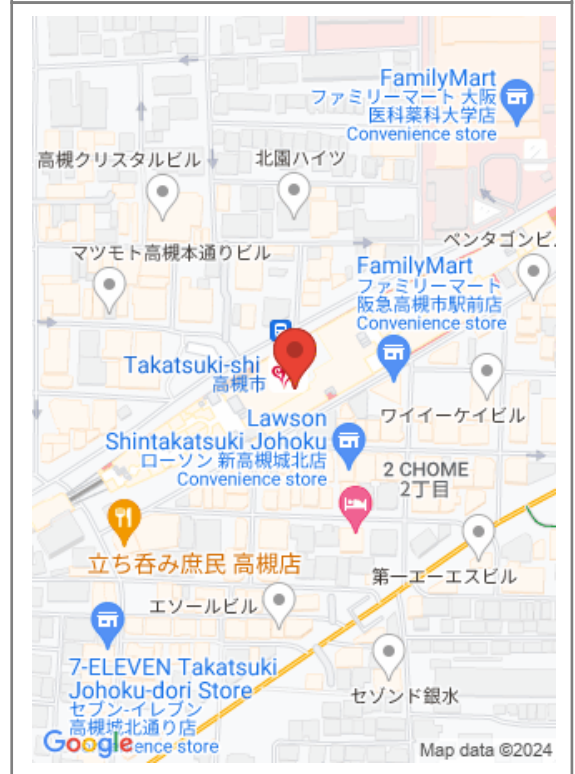 FamilyMart
ファミリーマート 大阪
医科薬科大学店
Convenience store
高槻クリスタルビル
北園ハイツ
ペンタゴンビ.
マツモト高槻本通りビル
FamilyMart
ファミリーマート
阪急高槻市駅前店
Convenience store
Takatsuki-shi
高槻市
ワイイーケイビル
Lawson
Shintakatsuki Johoku
ローソン 新高槻城北店
Convenience store
2 CHOME
2丁目
立ち呑み庶民 高槻店
第一エーエスビル
エソールビル
7-ELEVEN Takatsuki
Johoku-dori Store
セブン-イレブン
高槻城北通り店
セゾンド銀水
Google
ence store
Map data ©2024